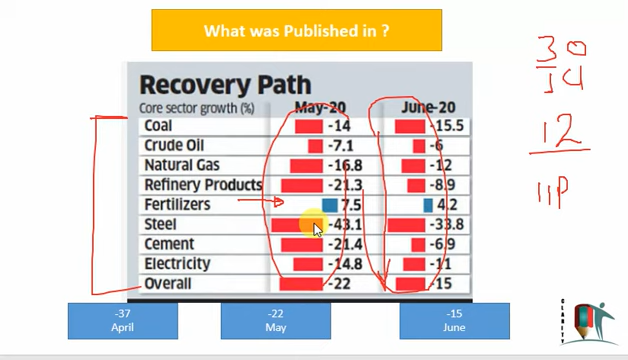 What was Published in ?
Recovery Path
Core sector growth (%) May-20 June-20
Coal -14 -15.5
Crude Oil -7.1 -6
Natural Gas -16.8 -12
Refinery Products -21.3 -8.9
Fertilizers 7.5 4.2
Steel -43.1 -33.8
Cement -21.4 -6.9
Electricity -14.8 -11
Overall -22 -15
-37
April
-22
May
-15
June
30
12
CLARITY